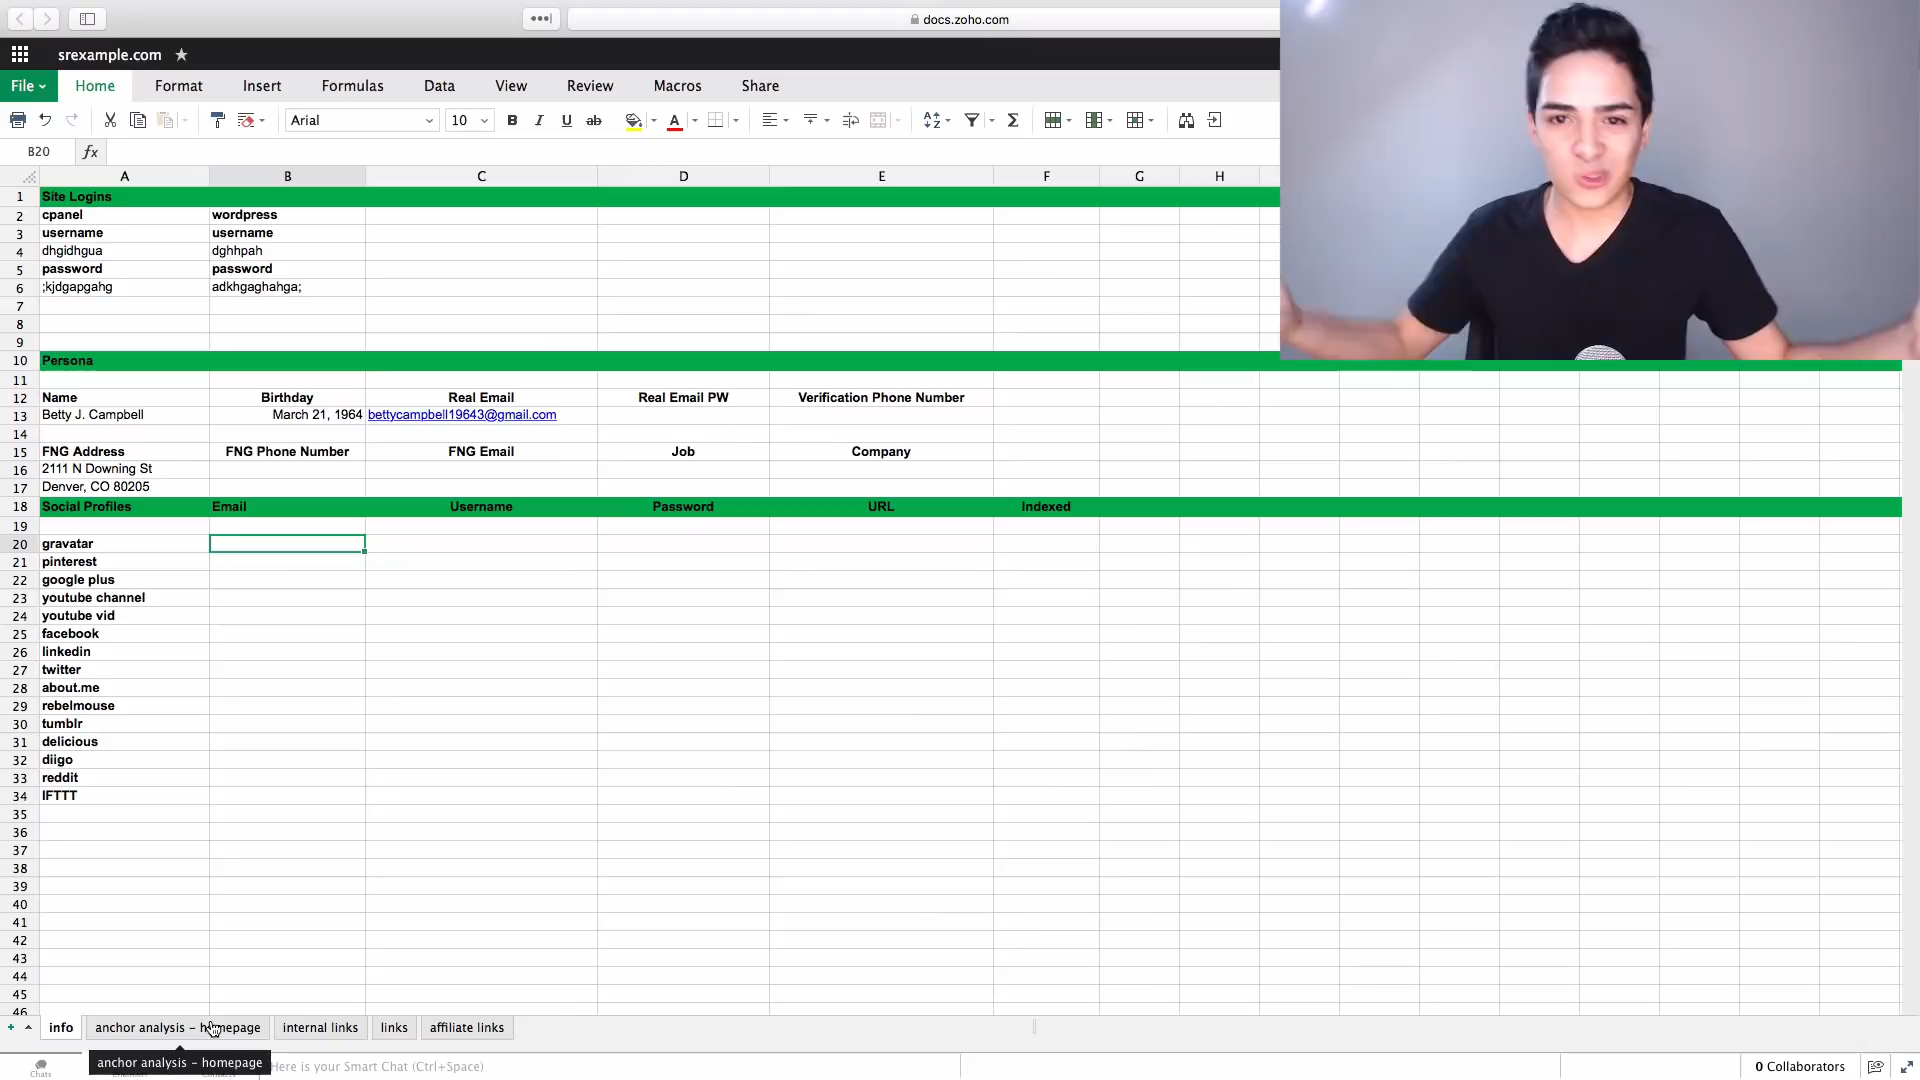 docs.zoho.com
srexample.com
File Home Format Insert Formulas Data View Review Macros Share
Arial 10 B I U ab A Σ
B20 fx
A B C D E F G H
1 Site Logins
2 cpanel wordpress
3 username username
4 dhgidhgua dghhpah
5 password password
6 ;kjdgapgahg adkhgaghahga;
7
8
9
10 Persona
11
12 Name Birthday Real Email Real Email PW Verification Phone Number
13 Betty J. Campbell March 21, 1964 bettycampbell19643@gmail.com
14
15 FNG Address FNG Phone Number FNG Email Job Company
16 2111 N Downing St
17 Denver, CO 80205
18 Social Profiles Email Username Password URL Indexed
19
20 gravatar
21 pinterest
22 google plus
23 youtube channel
24 youtube vid
25 facebook
26 linkedin
27 twitter
28 about.me
29 rebelmouse
30 tumblr
31 delicious
32 diigo
33 reddit
34 IFTTT
35
36
37
38
39
40
41
42
43
44
45
46
info anchor analysis - homepage internal links links affiliate links
anchor analysis - homepage
Chats Here is your Smart Chat (Ctrl+Space) 0 Collaborators